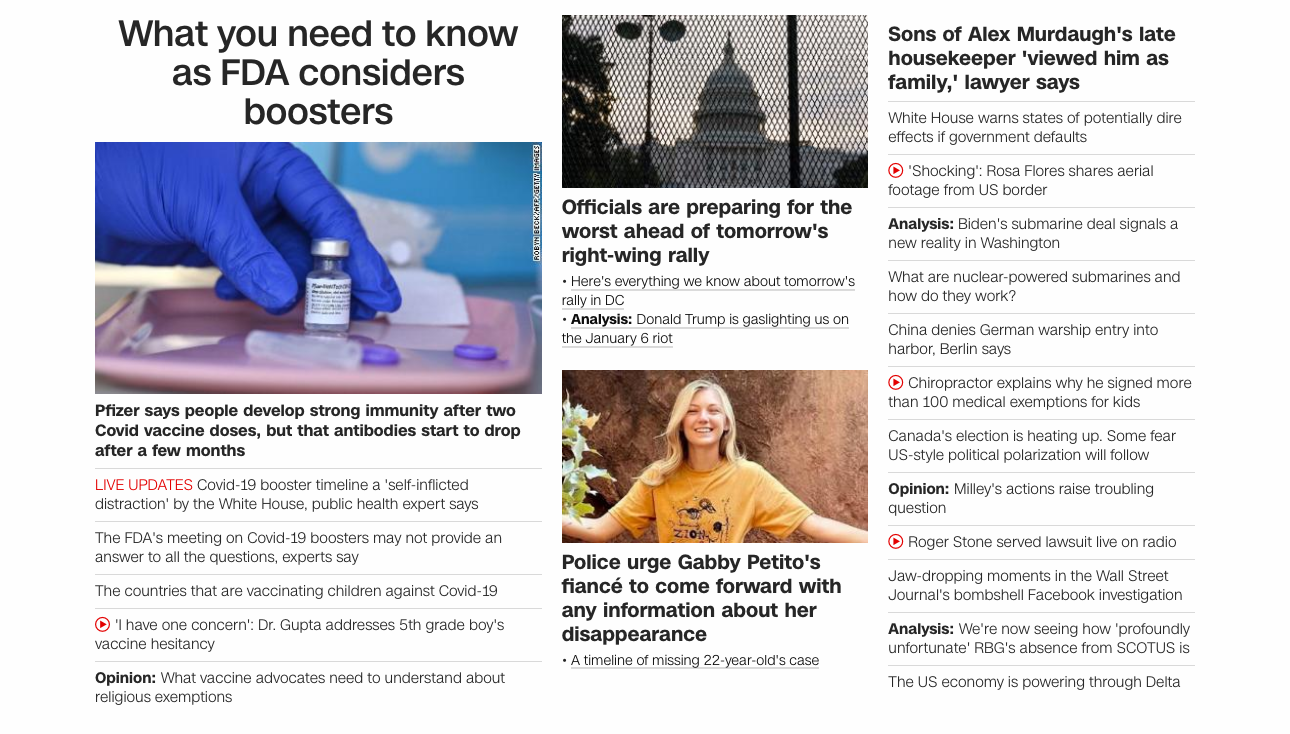 What you need to know
as FDA considers
boosters
ROBYN BECK/AFP/GETTY IMAGES
Pfizer says people develop strong immunity after two
Covid vaccine doses, but that antibodies start to drop
after a few months
LIVE UPDATES Covid-19 booster timeline a 'self-inflicted
distraction' by the White House, public health expert says
The FDA's meeting on Covid-19 boosters may not provide an
answer to all the questions, experts say
The countries that are vaccinating children against Covid-19
'I have one concern': Dr. Gupta addresses 5th grade boy's
vaccine hesitancy
Opinion: What vaccine advocates need to understand about
religious exemptions
Officials are preparing for the
worst ahead of tomorrow's
right-wing rally
• Here's everything we know about tomorrow's
rally in DC
• Analysis: Donald Trump is gaslighting us on
the January 6 riot
ZION
Police urge Gabby Petito's
fiancé to come forward with
any information about her
disappearance
• A timeline of missing 22-year-old's case
Sons of Alex Murdaugh's late
housekeeper 'viewed him as
family,' lawyer says
White House warns states of potentially dire
effects if government defaults
'Shocking': Rosa Flores shares aerial
footage from US border
Analysis: Biden's submarine deal signals a
new reality in Washington
What are nuclear-powered submarines and
how do they work?
China denies German warship entry into
harbor, Berlin says
Chiropractor explains why he signed more
than 100 medical exemptions for kids
Canada's election is heating up. Some fear
US-style political polarization will follow
Opinion: Milley's actions raise troubling
question
Roger Stone served lawsuit live on radio
Jaw-dropping moments in the Wall Street
Journal's bombshell Facebook investigation
Analysis: We're now seeing how 'profoundly
unfortunate' RBG's absence from SCOTUS is
The US economy is powering through Delta